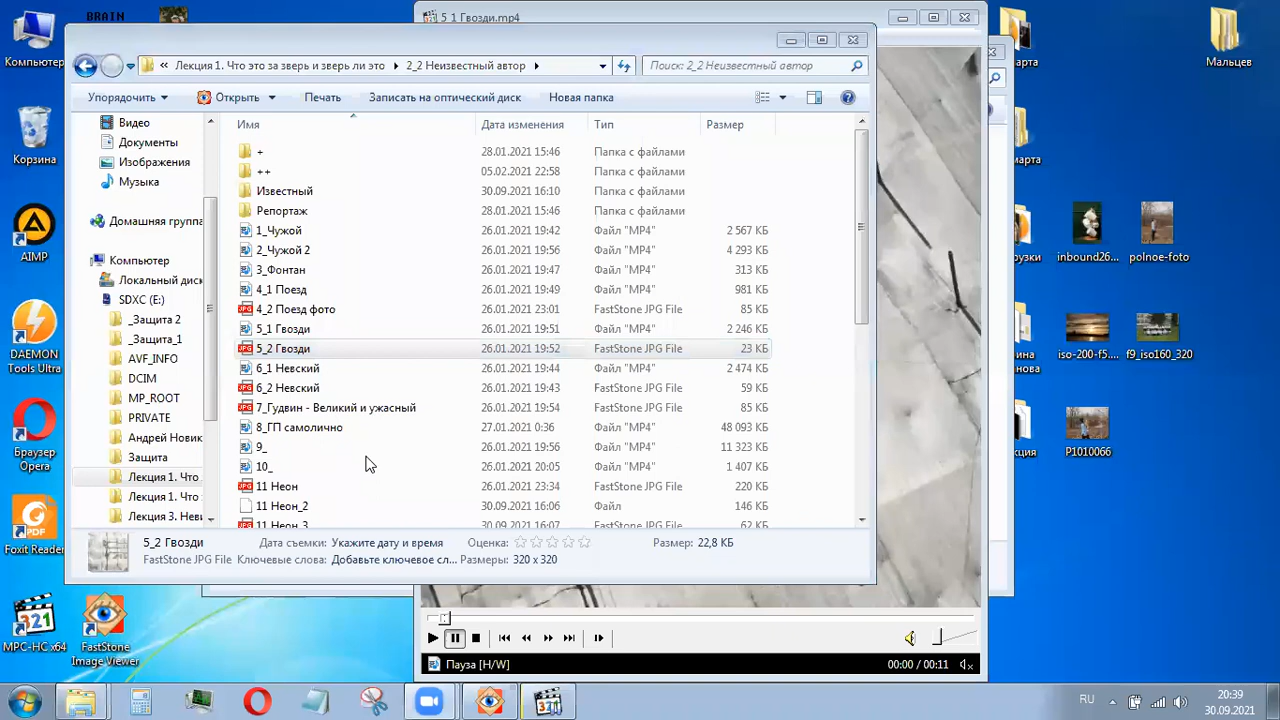 BRAIN
5 1 Гвозди.mp4
Компьютер
Корзина
AIMP
DAEMON Tools Ultra
Браузер Opera
Foxit Reader
MPC-HC x64
FastStone Image Viewer
« Лекция 1. Что это за зверь и зверь ли это ▸ 2_2 Неизвестный автор ▸
Поиск: 2_2 Неизвестный автор
Упорядочить Открыть Печать Записать на оптический диск Новая папка
Видео
Документы
Изображения
Музыка
Домашняя группа
Компьютер
Локальный диск
SDXC (E:)
_Защита 2
_Защита_1
AVF_INFO
DCIM
MP_ROOT
PRIVATE
Андрей Новик
Защита
Лекция 1. Что
Лекция 1. Что
Лекция 3. Неи
Имя Дата изменения Тип Размер
+ 28.01.2021 15:46 Папка с файлами
++ 05.02.2021 22:58 Папка с файлами
Известный 30.09.2021 16:10 Папка с файлами
Репортаж 28.01.2021 15:46 Папка с файлами
1_Чужой 26.01.2021 19:42 Файл "MP4" 2 567 КБ
2_Чужой 2 26.01.2021 19:56 Файл "MP4" 4 293 КБ
3_Фонтан 26.01.2021 19:47 Файл "MP4" 313 КБ
4_1 Поезд 26.01.2021 19:49 Файл "MP4" 981 КБ
4_2 Поезд фото 26.01.2021 23:01 FastStone JPG File 85 КБ
5_1 Гвозди 26.01.2021 19:51 Файл "MP4" 2 246 КБ
5_2 Гвозди 26.01.2021 19:52 FastStone JPG File 23 КБ
6_1 Невский 26.01.2021 19:44 Файл "MP4" 2 474 КБ
6_2 Невский 26.01.2021 19:43 FastStone JPG File 59 КБ
7_Гудвин - Великий и ужасный 26.01.2021 19:54 FastStone JPG File 85 КБ
8_ГП самолично 27.01.2021 0:36 Файл "MP4" 48 093 КБ
9_ 26.01.2021 19:56 Файл "MP4" 11 323 КБ
10_ 26.01.2021 20:05 Файл "MP4" 1 407 КБ
11 Неон 26.01.2021 23:34 FastStone JPG File 220 КБ
11 Неон_2 30.09.2021 16:06 Файл 146 КБ
11 Неон_3 30.09.2021 16:07 FastStone JPG File 62 КБ
5_2 Гвозди Дата съемки: Укажите дату и время Оценка: Размер: 22,8 КБ
FastStone JPG File Ключевые слова: Добавьте ключевое сл... Размеры: 320 x 320
Мальцев
inbound26...
polnoe-foto
iso-200-f5....
f9_iso160_320
P1010066
Пауза [H/W] 00:00 / 00:11
RU
20:39
30.09.2021